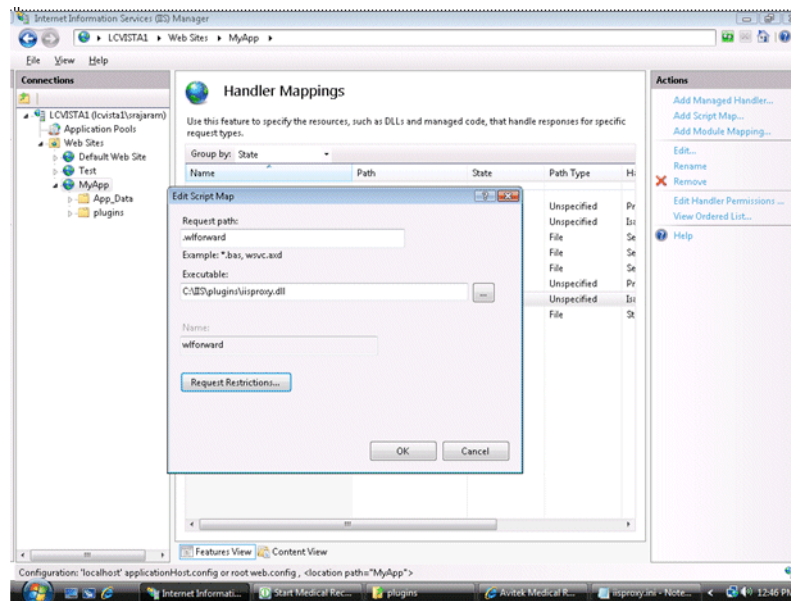 Internet Information Services (IIS) Manager
LCVISTA1 Web Sites MyApp
File View Help
Connections
LCVISTA1 (lcvista1\srajaram)
Application Pools
Web Sites
Default Web Site
Test
MyApp
App_Data
plugins
Handler Mappings
Use this feature to specify the resources, such as DLLs and managed code, that handle responses for specific
request types.
Group by: State
Name Path State Path Type
Unspecified Pr
Unspecified
File Se
File Se
File Se
Unspecified Pr
Unspecified
File St
Edit Script Map
Request path:
.wlforward
Example: *.bas, wsvc.axd
Executable:
C:\IIS\plugins\iisproxy.dll
...
Name:
wlforward
Request Restrictions...
OK Cancel
Features View Content View
Actions
Add Managed Handler...
Add Script Map...
Add Module Mapping...
Edit...
Rename
Remove
Edit Handler Permissions ...
View Ordered List...
Help
Configuration: 'localhost' applicationHost.config or root web.config , <location path="MyApp">
Internet Informati... Start Medical Rec... plugins Avitek Medical R... iisproxy.ini - Note... 12:46 PM